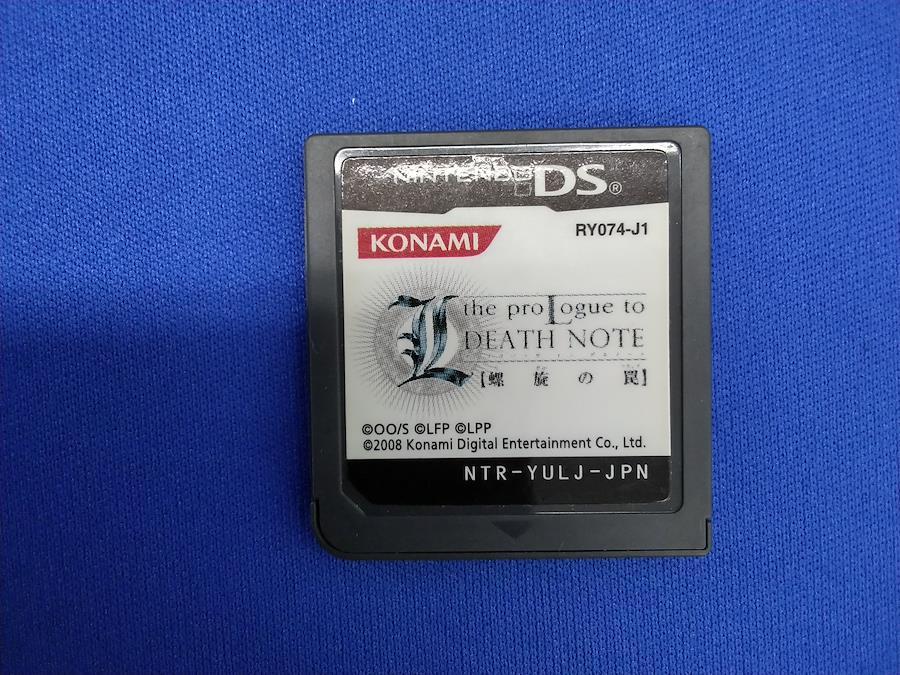 NINTENDO DS®
KONAMI
RY074-J1
L the proLogue to
DEATH NOTE
【螺旋の罠】
©OO/S ©LFP ©LPP
©2008 Konami Digital Entertainment Co., Ltd.
NTR-YULJ-JPN